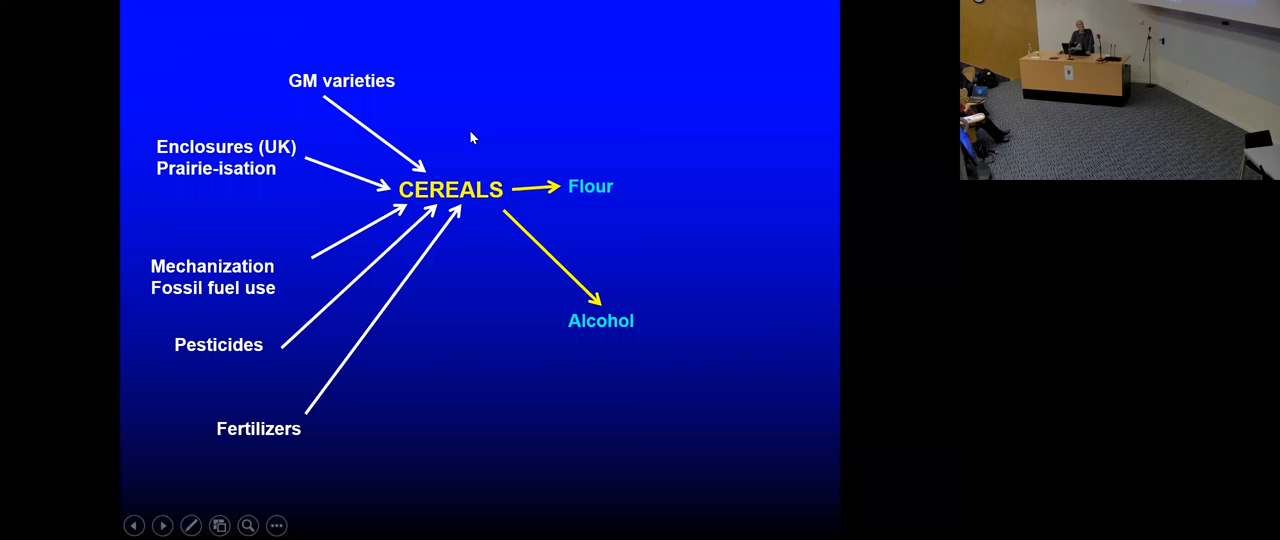 GM varieties
Enclosures (UK)
Prairie-isation
CEREALS
Flour
Mechanization
Fossil fuel use
Alcohol
Pesticides
Fertilizers